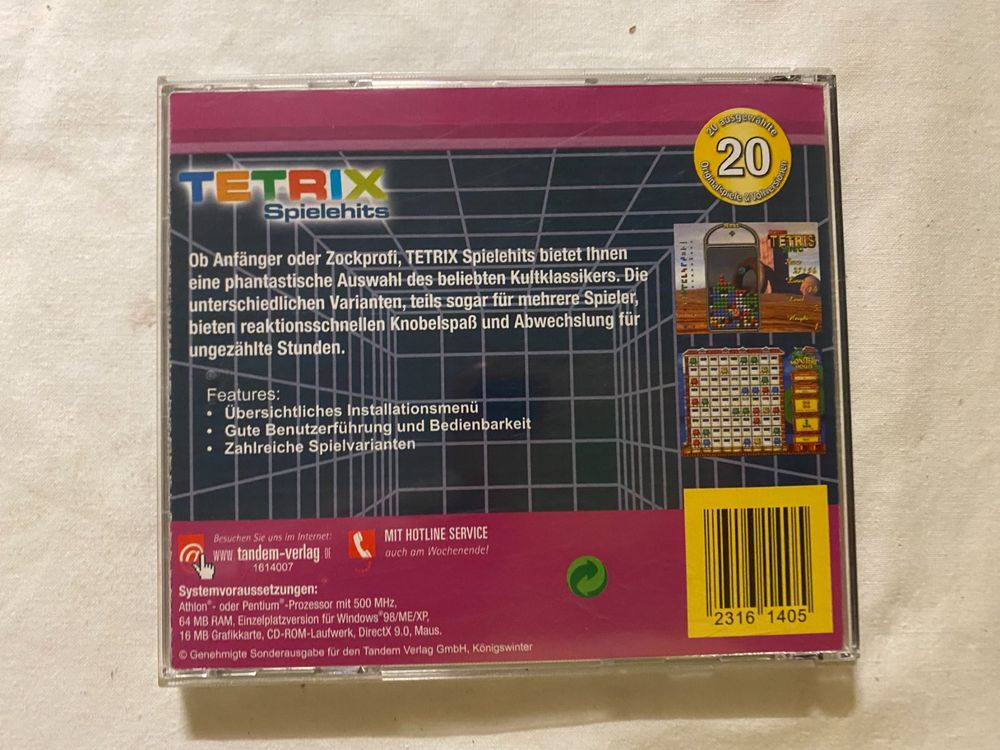 20 ausgewählte
20
Originalspiele & Vollversionen
TETRIX
Spielehits
Ob Anfänger oder Zockprofi, TETRIX Spielehits bietet Ihnen
eine phantastische Auswahl des beliebten Kultklassikers. Die
unterschiedlichen Varianten, teils sogar für mehrere Spieler,
bieten reaktionsschnellen Knobelspaß und Abwechslung für
ungezählte Stunden.
Features:
• Übersichtliches Installationsmenü
• Gute Benutzerführung und Bedienbarkeit
• Zahlreiche Spielvarianten
TETRIS
Besuchen Sie uns im Internet:
www.tandem-verlag.DE
1614007
MIT HOTLINE SERVICE
auch am Wochenende!
Systemvoraussetzungen:
Athlon®- oder Pentium®-Prozessor mit 500 MHz,
64 MB RAM, Einzelplatzversion für Windows®98/ME/XP,
16 MB Grafikkarte, CD-ROM-Laufwerk, DirectX 9.0, Maus.
© Genehmigte Sonderausgabe für den Tandem Verlag GmbH, Königswinter
2316 1405